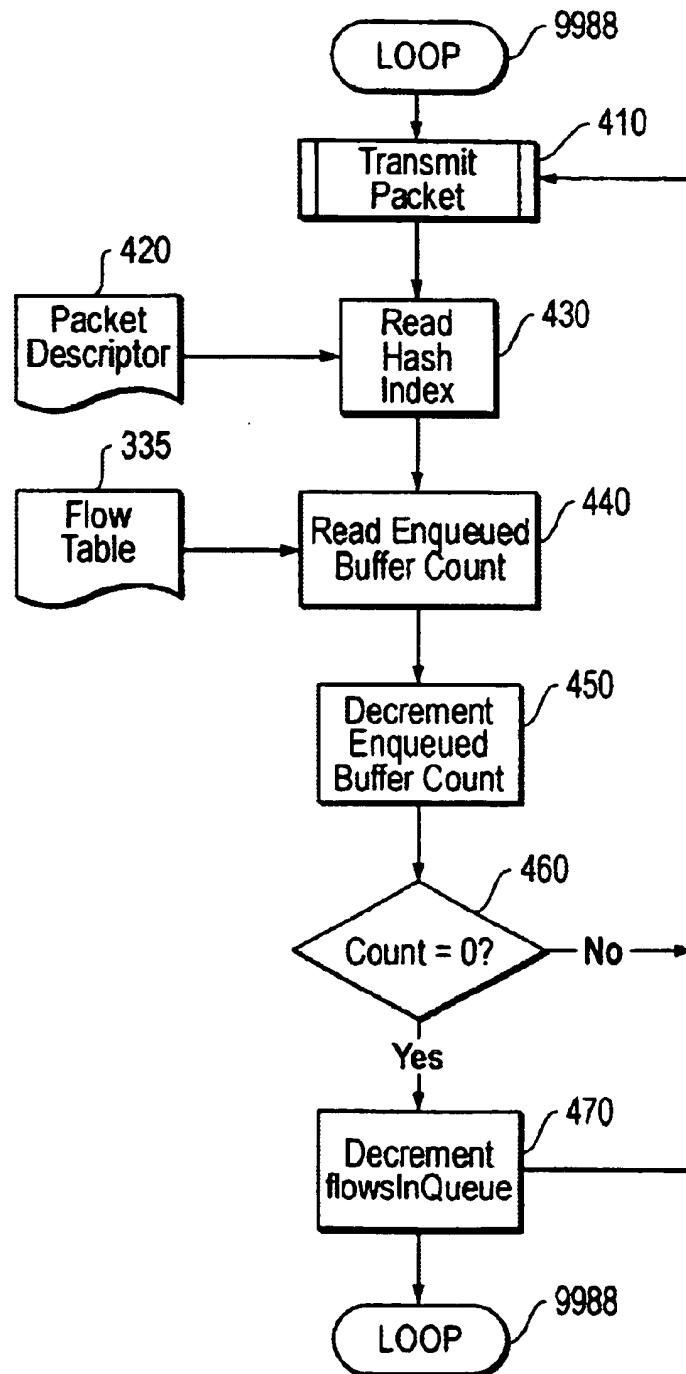 9988
LOOP
410
Transmit
Packet
420
Packet
Descriptor
430
Read
Hash
Index
335
Flow
Table
440
Read Enqueued
Buffer Count
450
Decrement
Enqueued
Buffer Count
460
Count = 0?
No
Yes
470
Decrement
flowsInQueue
9988
LOOP